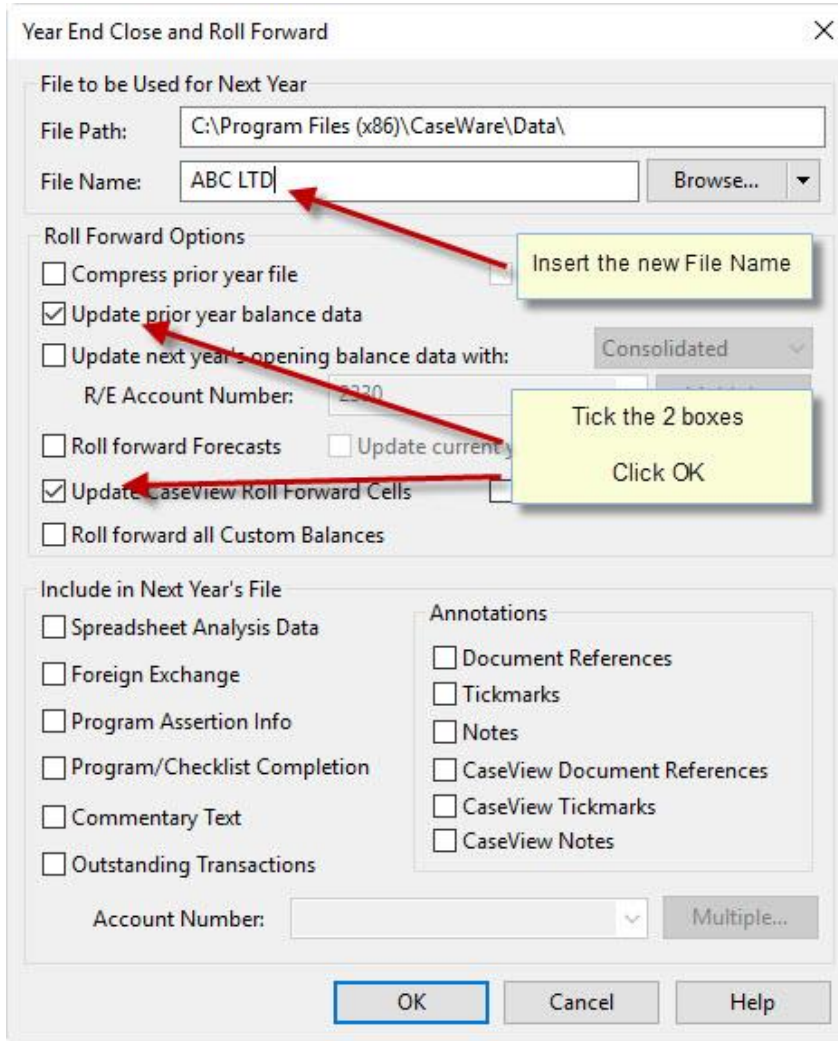 Year End Close and Roll Forward
File to be Used for Next Year
File Path: C:\Program Files (x86)\CaseWare\Data\
File Name: ABC LTD Browse...
Roll Forward Options
Compress prior year file
Insert the new File Name
Update prior year balance data
Update next year's opening balance data with: Consolidated
R/E Account Number: 2330
Tick the 2 boxes
Roll forward Forecasts Update current
Click OK
Update CaseView Roll Forward Cells
Roll forward all Custom Balances
Include in Next Year's File
Spreadsheet Analysis Data
Foreign Exchange
Program Assertion Info
Program/Checklist Completion
Commentary Text
Outstanding Transactions
Annotations
Document References
Tickmarks
Notes
CaseView Document References
CaseView Tickmarks
CaseView Notes
Account Number: Multiple...
OK Cancel Help